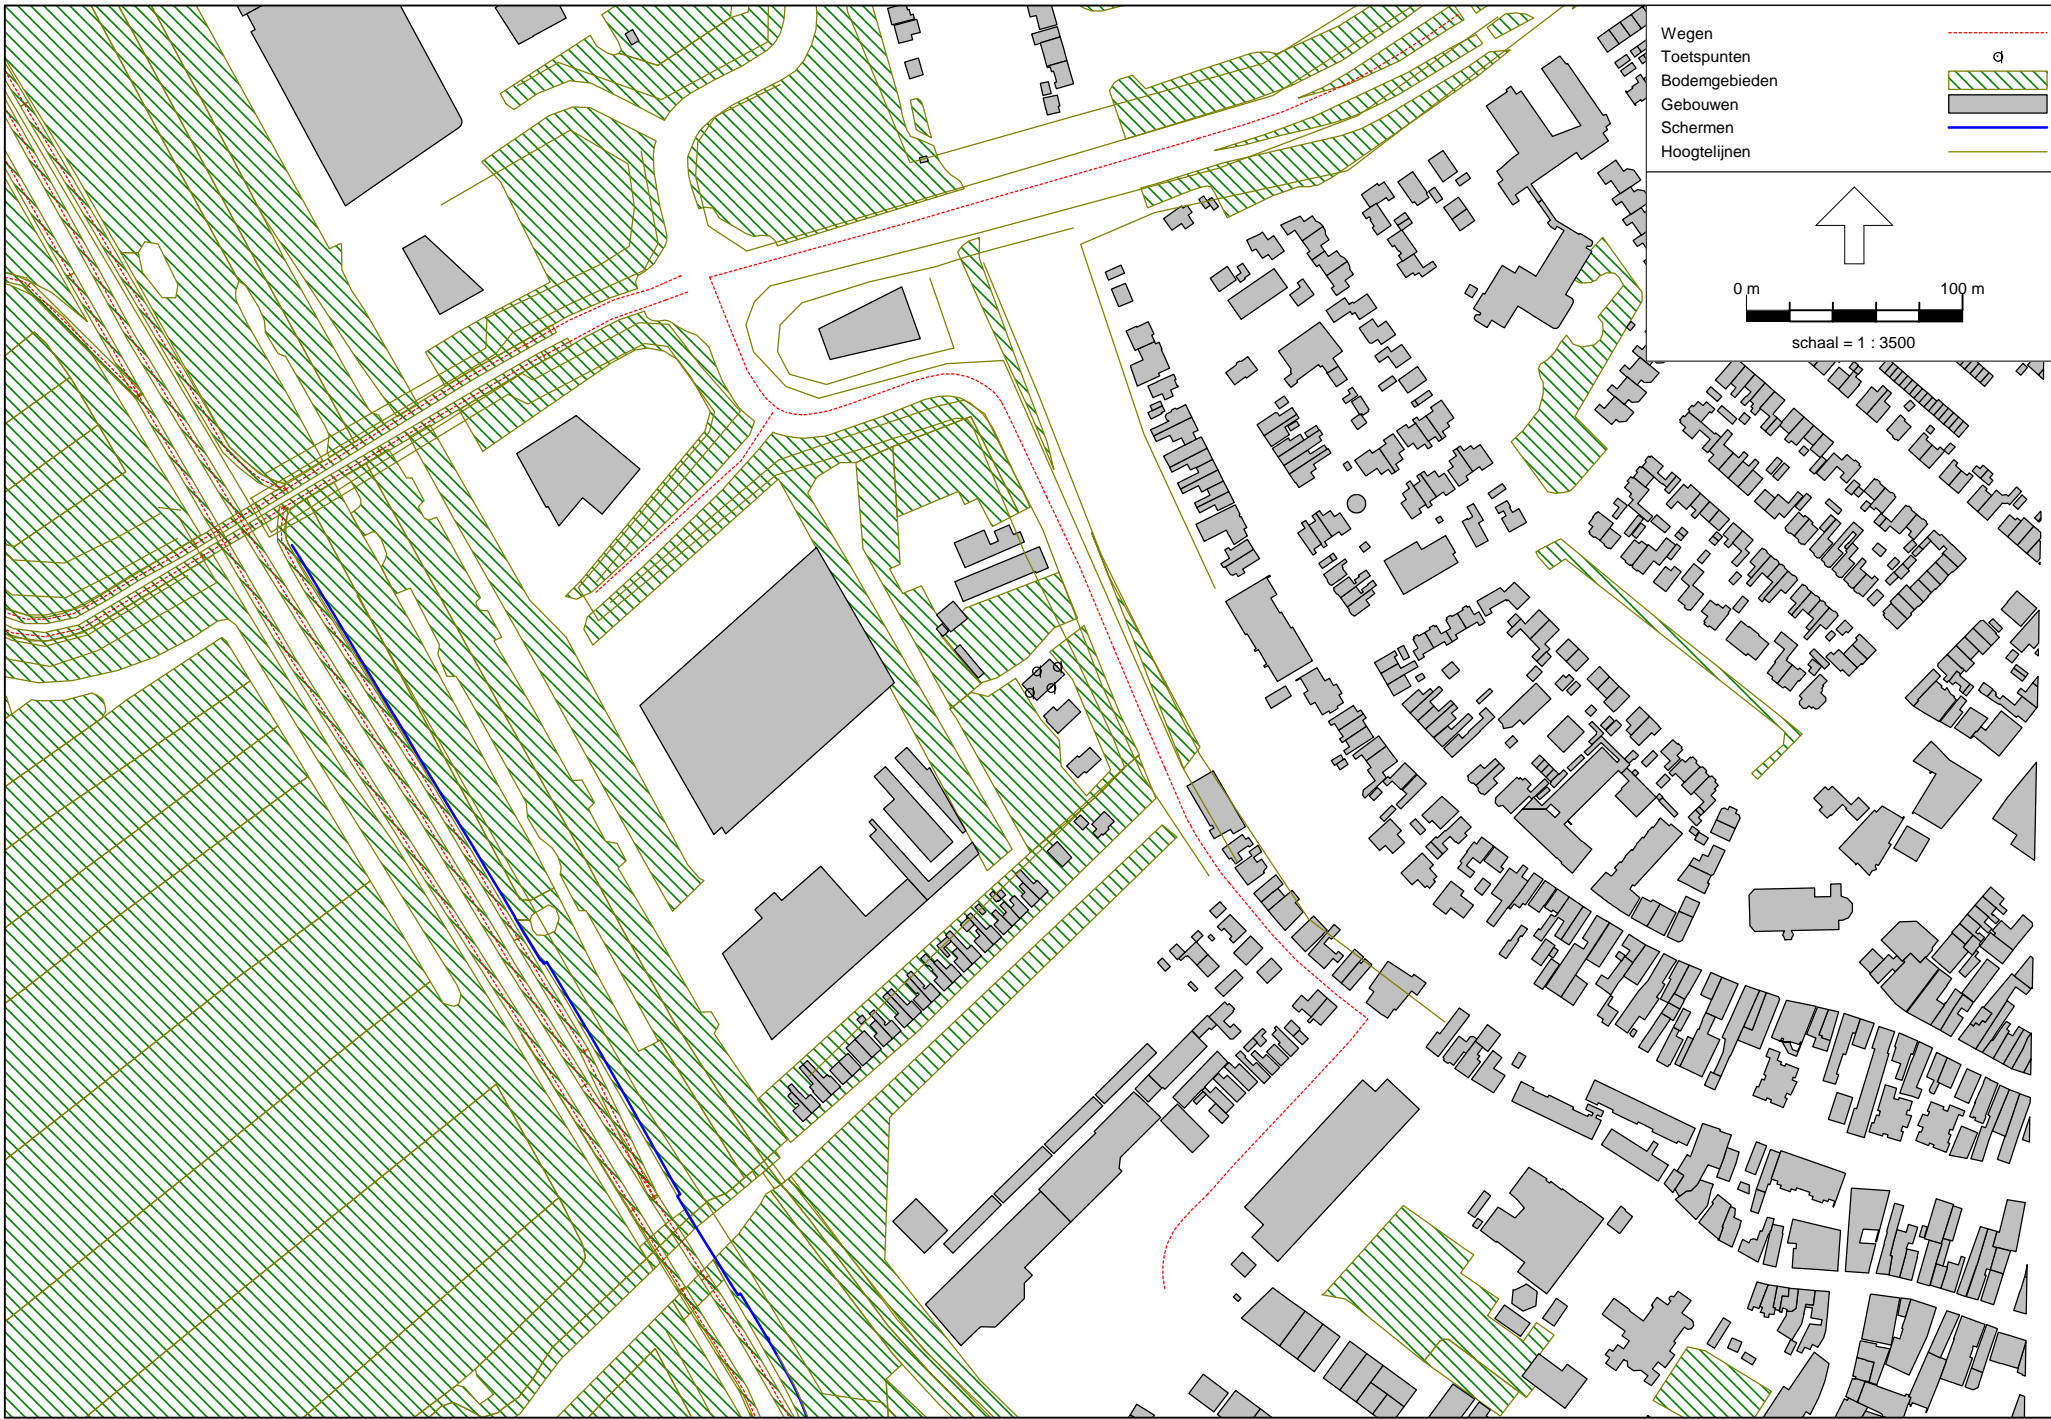 Wegen
Toetspunten
Bodemgebieden
Gebouwen
Schermen
Hoogtelijnen
0 m 100 m
schaal = 1 : 3500